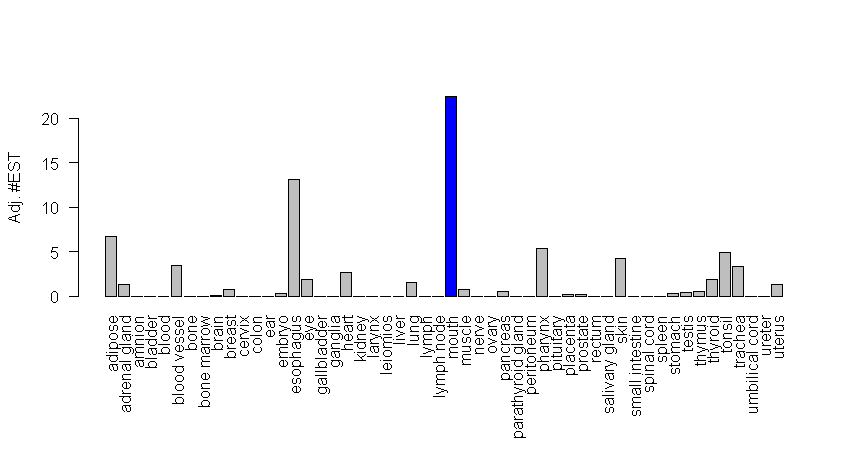 Adj. #EST
20
15
10
5
0
adipose
adrenal gland
amnion
bladder
blood
blood vessel
bone
bone marrow
brain
breast
cervix
colon
ear
embryo
esophagus
eye
gallbladder
ganglia
heart
kidney
larynx
leiomios
liver
lung
lymph
lymph node
mouth
muscle
nerve
ovary
pancreas
parathyroid gland
peritoneum
pharynx
pituitary
placenta
prostate
rectum
salivary gland
skin
small intestine
spinal cord
spleen
stomach
testis
thymus
thyroid
tonsil
trachea
umbilical cord
ureter
uterus